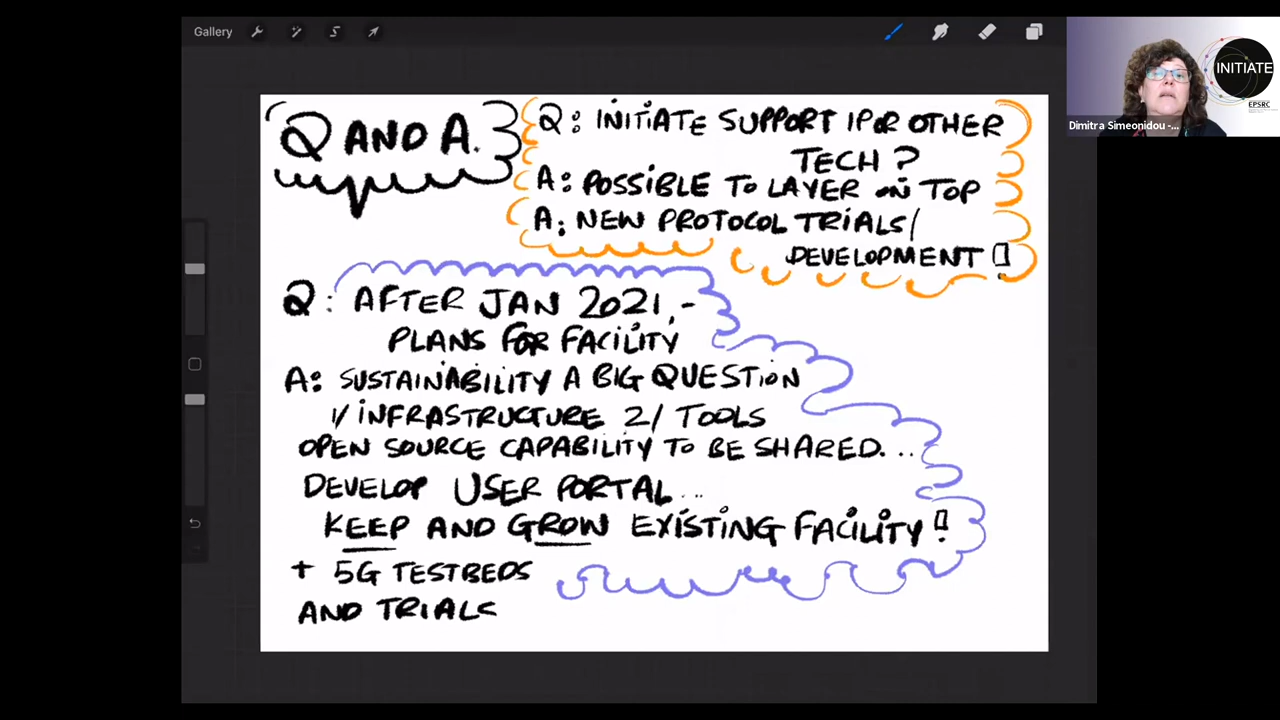 Gallery
Q AND A.
Q: INITIATE SUPPORT IP OR OTHER
TECH ?
A: POSSIBLE TO LAYER ON TOP
A: NEW PROTOCOL TRIALS/
DEVELOPMENT !
Q: AFTER JAN 2021,-
PLANS FOR FACILITY
A: SUSTAINABILITY A BIG QUESTION
1/ INFRASTRUCTURE 2/ TOOLS
OPEN SOURCE CAPABILITY TO BE SHARED...
DEVELOP USER PORTAL...
KEEP AND GROW EXISTING FACILITY !
+ 5G TESTBEDS
AND TRIALS
INITIATE
EPSRC
Dimitra Simeonidou -...